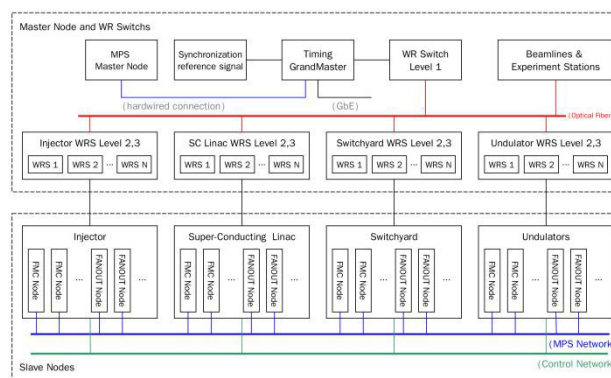 Master Node and WR Switchs
MPS
Master Node
Synchronization
reference signal
Timing
GrandMaster
WR Switch
Level 1
Beamlines &
Experiment Stations
(hardwired connection)
(GbE)
(Optical Fiber)
Injector WRS Level 2,3
WRS 1 WRS 2 ... WRS N
SC Linac WRS Level 2,3
WRS 1 WRS 2 ... WRS N
Switchyard WRS Level 2,3
WRS 1 WRS 2 ... WRS N
Undulator WRS Level 2,3
WRS 1 WRS 2 ... WRS N
Injector
FMC Node
FMC Node
...
FANOUT Node
FANOUT Node
...
Super-Conducting Linac
FMC Node
FMC Node
...
FANOUT Node
FANOUT Node
...
Switchyard
FMC Node
FMC Node
...
FANOUT Node
FANOUT Node
...
Undulators
FMC Node
FMC Node
...
FANOUT Node
FANOUT Node
...
(MPS Network)
(Control Network)
Slave Nodes